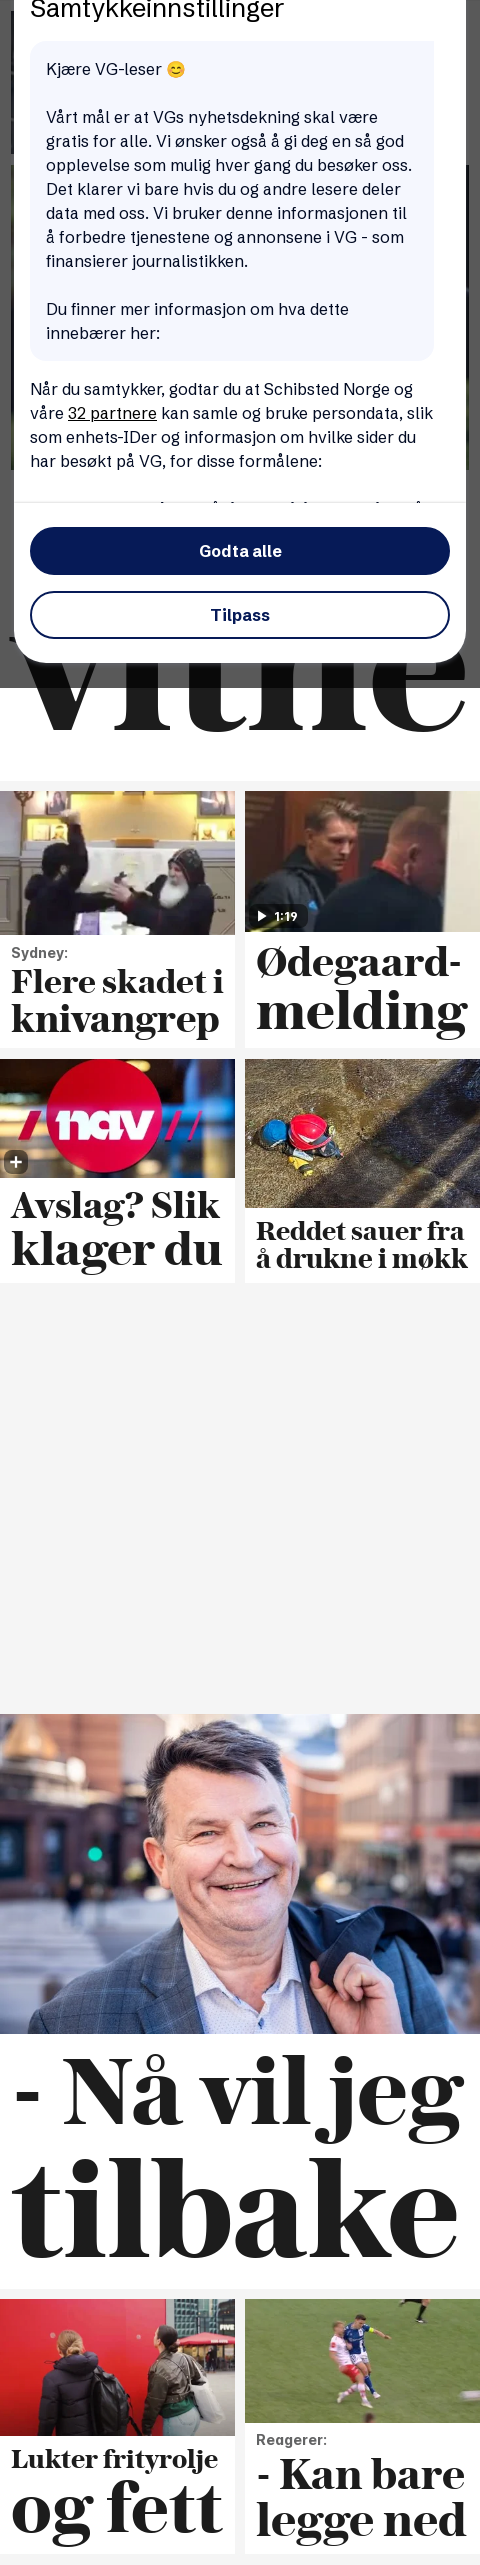 Samtykkeinnstillinger
Kjære VG-leser 😊
Vårt mål er at VGs nyhetsdekning skal være
gratis for alle. Vi ønsker også å gi deg en så god
opplevelse som mulig hver gang du besøker oss.
Det klarer vi bare hvis du og andre lesere deler
data med oss. Vi bruker denne informasjonen til
å forbedre tjenestene og annonsene i VG - som
finansierer journalistikken.
Du finner mer informasjon om hva dette
innebærer her:
Når du samtykker, godtar du at Schibsted Norge og
våre 32 partnere kan samle og bruke persondata, slik
som enhets-IDer og informasjon om hvilke sider du
har besøkt på VG, for disse formålene:
Godta alle
Tilpass
1:19
Sydney:
Flere skadet i
knivangrep
Ødegaard-
melding
nav
Avslag? Slik
klager du
Reddet sauer fra
å drukne i møkk
- Nå vil jeg
tilbake
Lukter frityrolje
og fett
Reagerer:
- Kan bare
legge ned